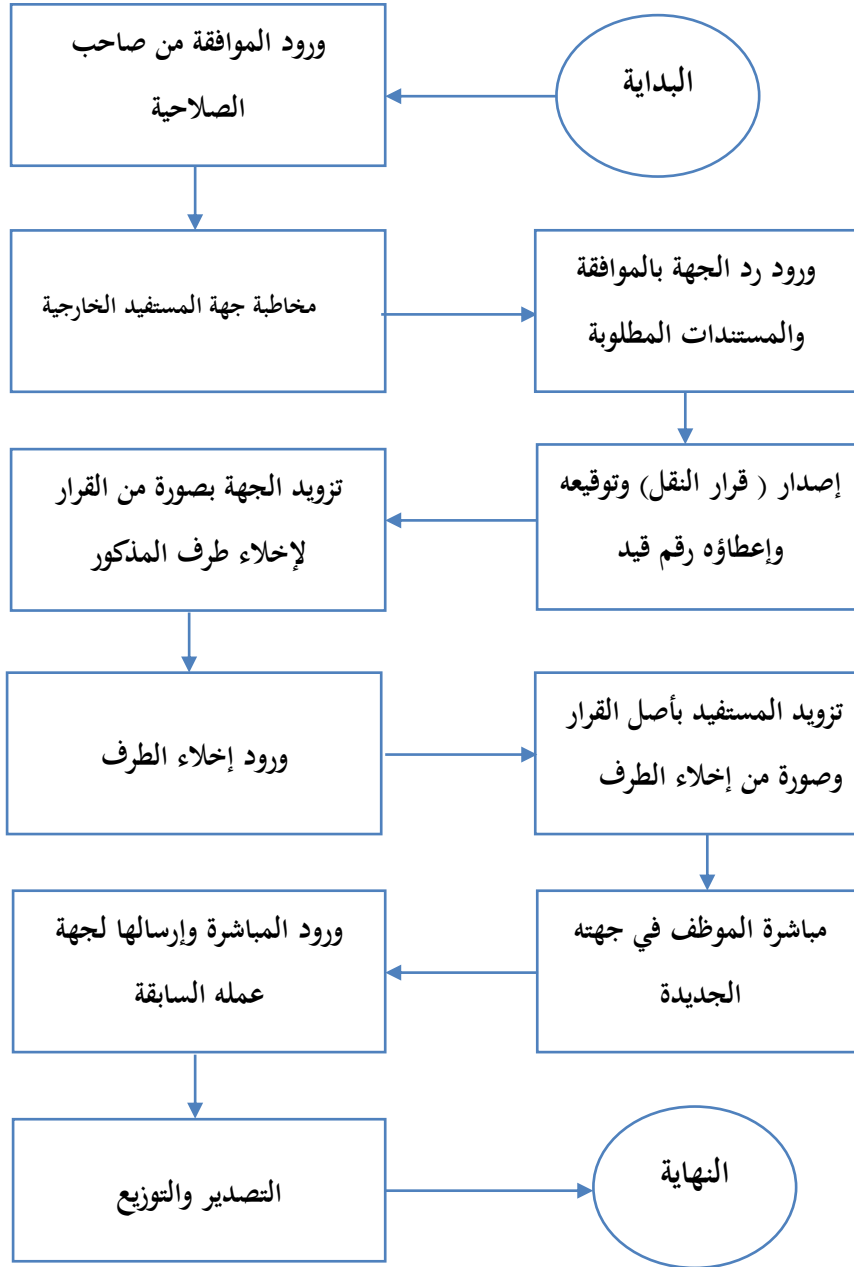 البداية
ورود الموافقة من صاحب
الصلاحية
مخاطبة جهة المستفيد الخارجية
ورود رد الجهة بالموافقة
والمستندات المطلوبة
إصدار ( قرار النقل) وتوقيعه
وإعطاؤه رقم قيد
تزويد الجهة بصورة من القرار
لإخلاء طرف المذكور
ورود إخلاء الطرف
تزويد المستفيد بأصل القرار
وصورة من إخلاء الطرف
مباشرة الموظف في جهته
الجديدة
ورود المباشرة وإرسالها لجهة
عمله السابقة
التصدير والتوزيع
النهاية